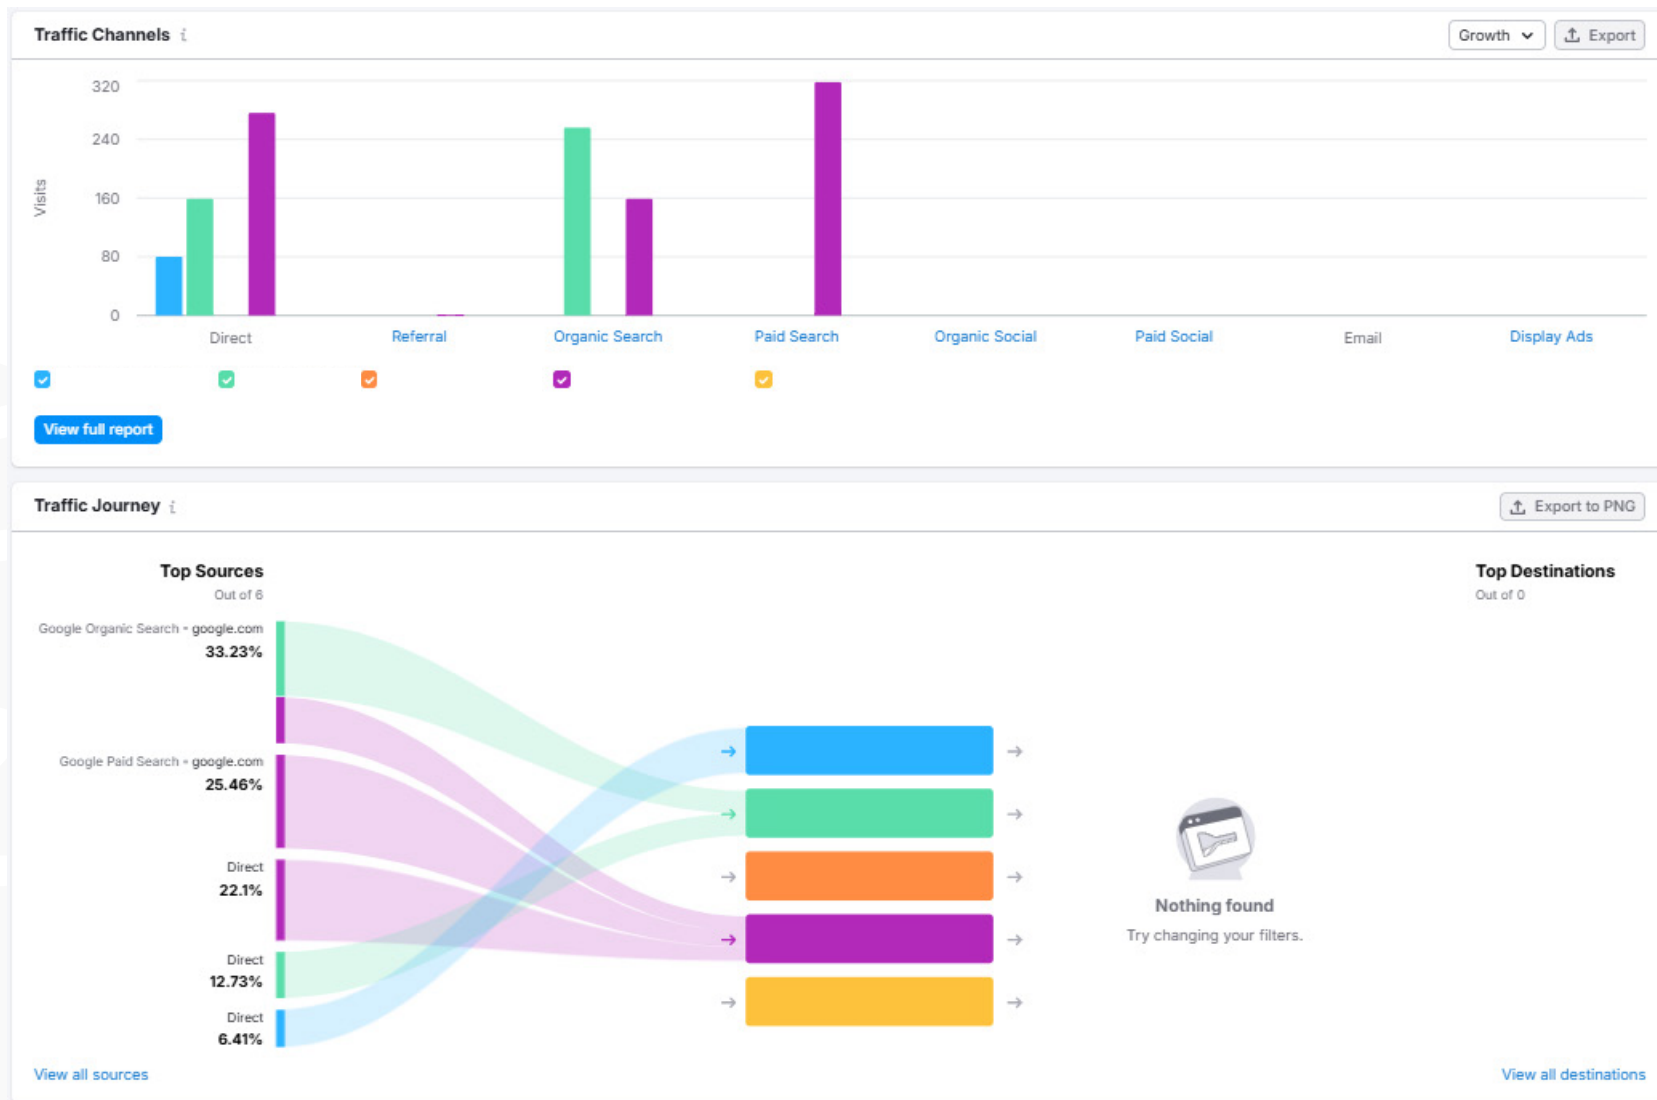 Traffic Channels i
Growth
Export
Visits
320
240
160
80
0
Direct
Referral
Organic Search
Paid Search
Organic Social
Paid Social
Email
Display Ads
View full report
Traffic Journey i
Export to PNG
Top Sources
Out of 6
Top Destinations
Out of 0
Google Organic Search • google.com
33.23%
Google Paid Search • google.com
25.46%
Direct
22.1%
Direct
12.73%
Direct
6.41%
Nothing found
Try changing your filters.
View all sources
View all destinations